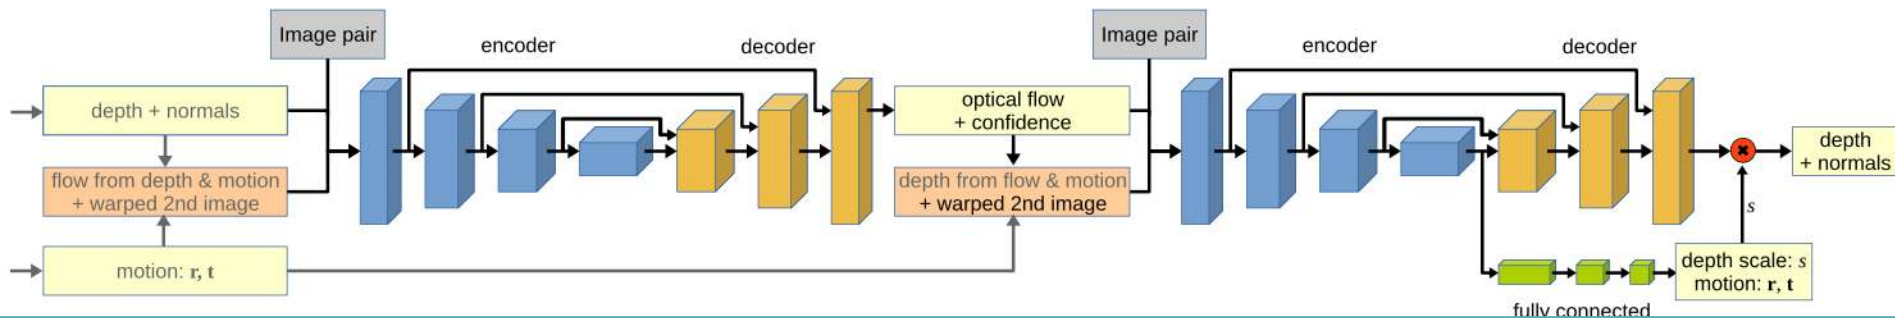 Image pair
encoder
decoder
depth + normals
flow from depth & motion
+ warped 2nd image
motion: r, t
optical flow
+ confidence
depth from flow & motion
+ warped 2nd image
Image pair
encoder
decoder
depth
+ normals
s
depth scale: s
motion: r, t
fully connected